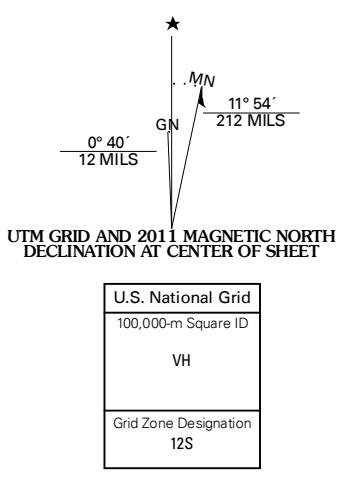 MN
11° 54´
212 MILS
GN
0° 40´
12 MILS
UTM GRID AND 2011 MAGNETIC NORTH
DECLINATION AT CENTER OF SHEET
U.S. National Grid
100,000-m Square ID
VH
Grid Zone Designation
12S